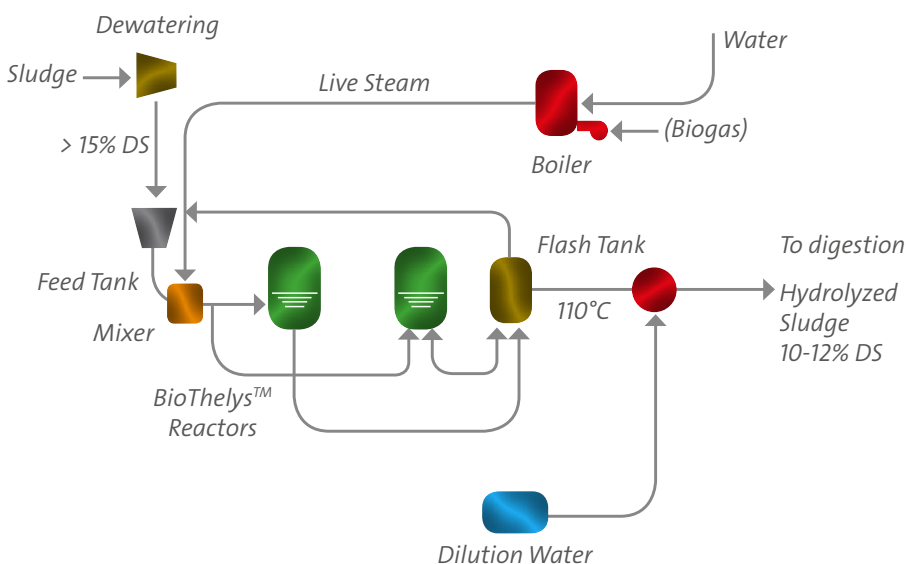 Dewatering
Sludge
Water
Live Steam
> 15% DS
(Biogas)
Boiler
Flash Tank
To digestion
Feed Tank
110°C
Hydrolyzed
Sludge
10-12% DS
Mixer
BioThelys™
Reactors
Dilution Water